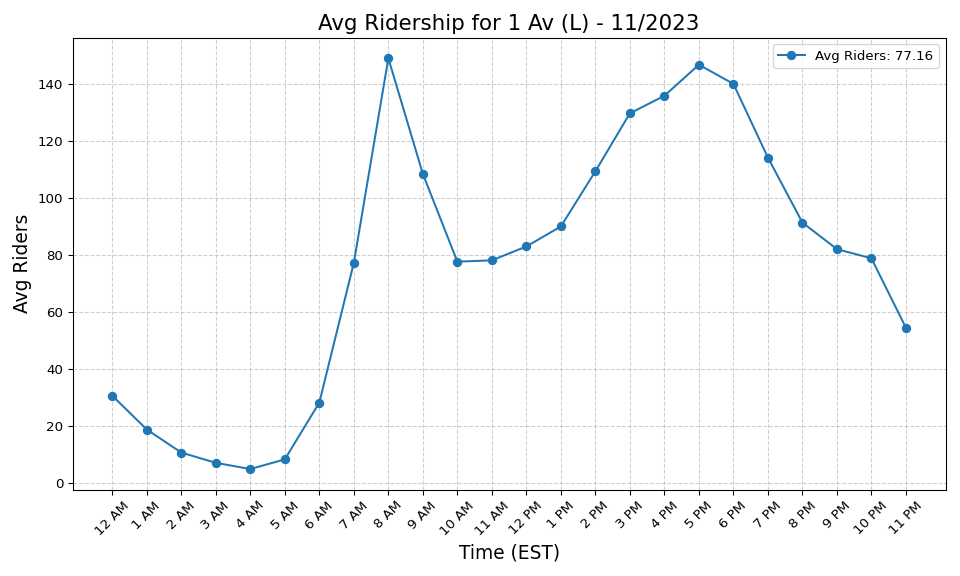 Avg Ridership for 1 Av (L) - 11/2023
Avg Riders: 77.16
Avg Riders
140
120
100
80
60
40
20
0
12 AM
1 AM
2 AM
3 AM
4 AM
5 AM
6 AM
7 AM
8 AM
9 AM
10 AM
11 AM
12 PM
1 PM
2 PM
3 PM
4 PM
5 PM
6 PM
7 PM
8 PM
9 PM
10 PM
11 PM
Time (EST)